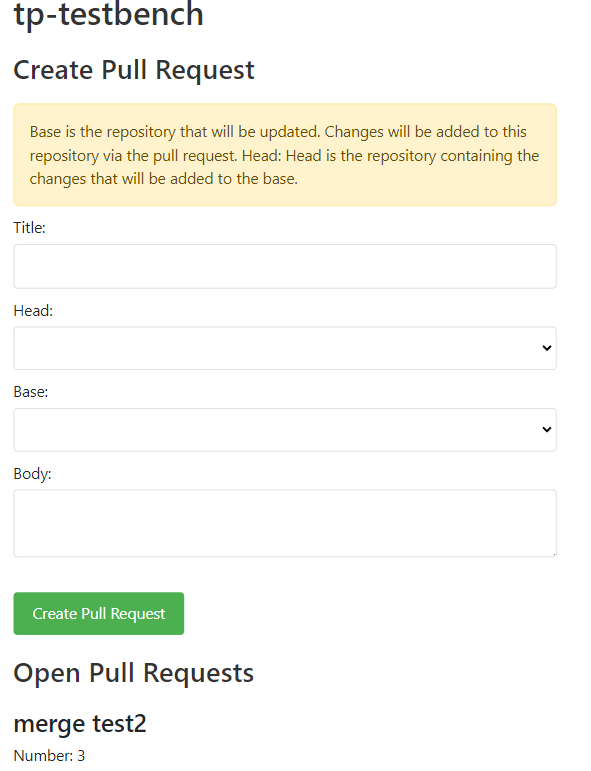 tp-testbench
Create Pull Request
Base is the repository that will be updated. Changes will be added to this
repository via the pull request. Head: Head is the repository containing the
changes that will be added to the base.
Title:
Head:
Base:
Body:
Create Pull Request
Open Pull Requests
merge test2
Number: 3